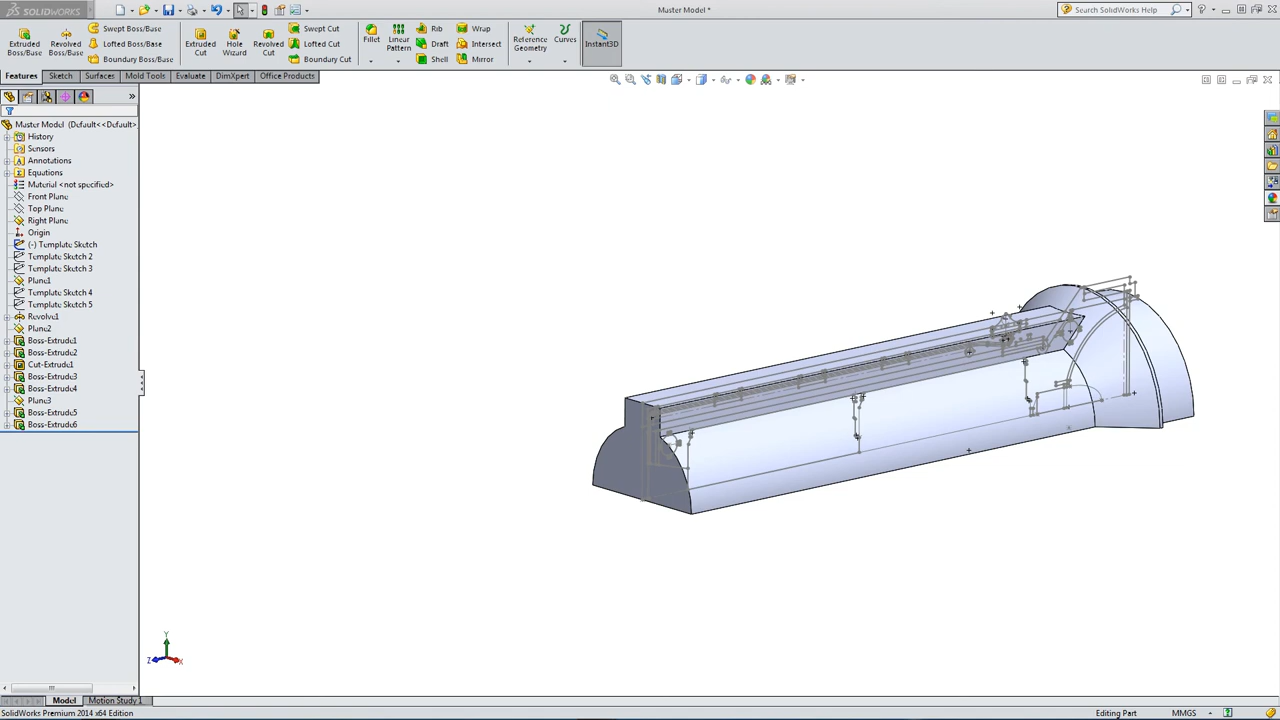 SOLIDWORKS
Master Model *
Search SolidWorks Help
Extruded Boss/Base
Revolved Boss/Base
Swept Boss/Base
Lofted Boss/Base
Boundary Boss/Base
Extruded Cut
Hole Wizard
Revolved Cut
Swept Cut
Lofted Cut
Boundary Cut
Fillet
Linear Pattern
Rib
Draft
Shell
Wrap
Intersect
Mirror
Reference Geometry
Curves
Instant3D
Features
Sketch
Surfaces
Mold Tools
Evaluate
DimXpert
Office Products
Master Model (Default<<Default>
History
Sensors
Annotations
Equations
Material <not specified>
Front Plane
Top Plane
Right Plane
Origin
(-) Template Sketch
Template Sketch 2
Template Sketch 3
Plane1
Template Sketch 4
Template Sketch 5
Revolve1
Plane2
Boss-Extrude1
Boss-Extrude2
Cut-Extrude1
Boss-Extrude3
Boss-Extrude4
Plane3
Boss-Extrude5
Boss-Extrude6
Y
Z
X
Model
Motion Study 1
SolidWorks Premium 2014 x64 Edition
Editing Part
MMGS